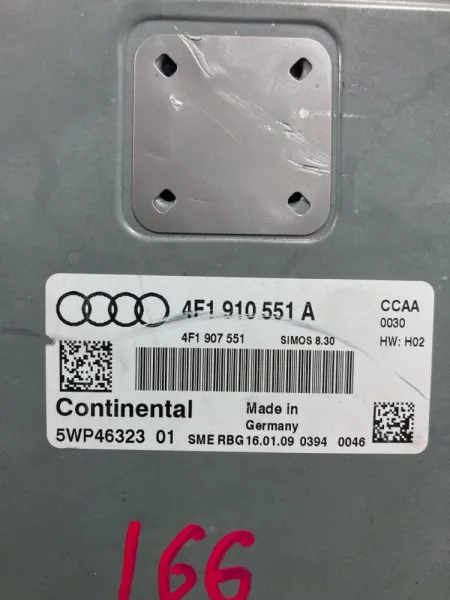 4F1 910 551 A
CCAA
0030
4F1 907 551
SIMOS 8.30
HW: H02
Continental
Made in
Germany
5WP46323 01
SME RBG 16.01.09 0394 0046
166